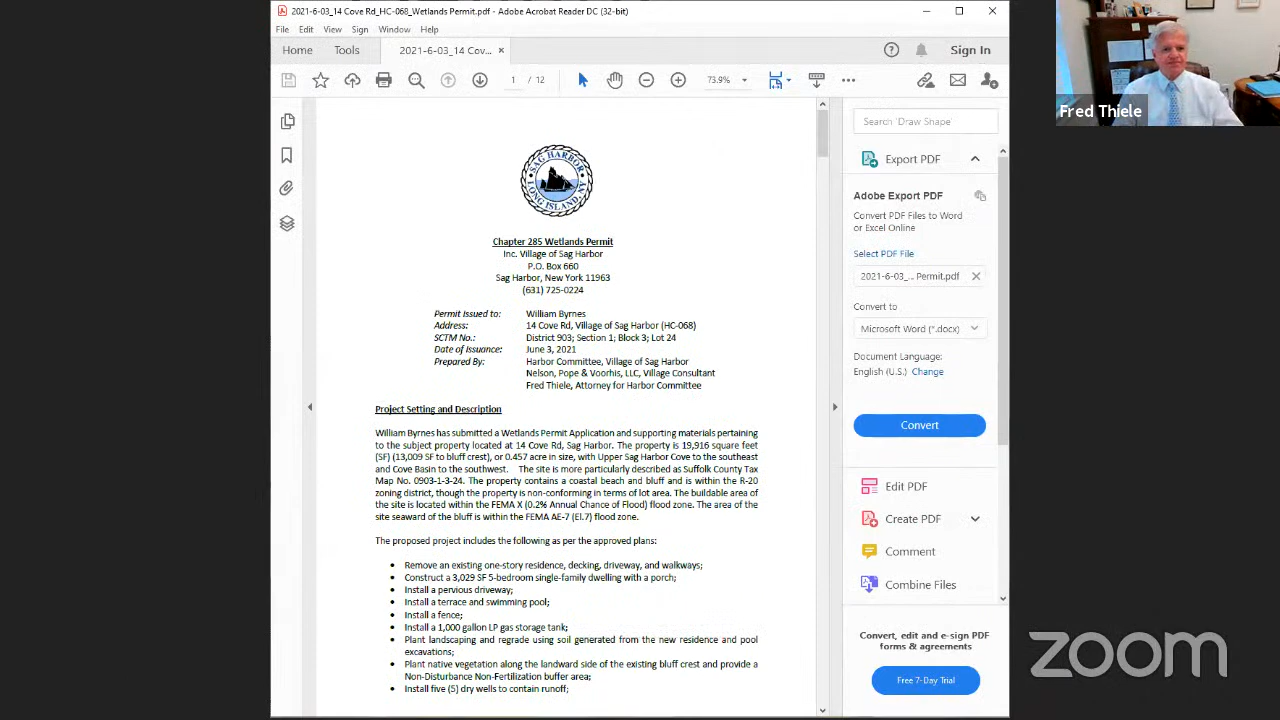 2021-6-03_14 Cove Rd_HC-068_Wetlands Permit.pdf - Adobe Acrobat Reader DC (32-bit)
File Edit View Sign Window Help
Home Tools 2021-6-03_14 Cov... × Sign In
1 / 12 73.9%
Search 'Draw Shape'
Export PDF
Adobe Export PDF
Convert PDF Files to Word
or Excel Online
Select PDF File
2021-6-03_... Permit.pdf
Convert to
Microsoft Word (*.docx)
Document Language:
English (U.S.) Change
Convert
Edit PDF
Create PDF
Comment
Combine Files
Convert, edit and e-sign PDF
forms & agreements
Free 7-Day Trial
SAG HARBOR
LONG ISLAND, NY
Chapter 285 Wetlands Permit
Inc. Village of Sag Harbor
P.O. Box 660
Sag Harbor, New York 11963
(631) 725-0224
Permit Issued to: William Byrnes
Address: 14 Cove Rd, Village of Sag Harbor (HC-068)
SCTM No.: District 903; Section 1; Block 3; Lot 24
Date of Issuance: June 3, 2021
Prepared By: Harbor Committee, Village of Sag Harbor
Nelson, Pope & Voorhis, LLC, Village Consultant
Fred Thiele, Attorney for Harbor Committee
Project Setting and Description
William Byrnes has submitted a Wetlands Permit Application and supporting materials pertaining
to the subject property located at 14 Cove Rd, Sag Harbor. The property is 19,916 square feet
(SF) (13,009 SF to bluff crest), or 0.457 acre in size, with Upper Sag Harbor Cove to the southeast
and Cove Basin to the southwest. The site is more particularly described as Suffolk County Tax
Map No. 0903-1-3-24. The property contains a coastal beach and bluff and is within the R-20
zoning district, though the property is non-conforming in terms of lot area. The buildable area of
the site is located within the FEMA X (0.2% Annual Chance of Flood) flood zone. The area of the
site seaward of the bluff is within the FEMA AE-7 (El.7) flood zone.
The proposed project includes the following as per the approved plans:
• Remove an existing one-story residence, decking, driveway, and walkways;
• Construct a 3,029 SF 5-bedroom single-family dwelling with a porch;
• Install a pervious driveway;
• Install a terrace and swimming pool;
• Install a fence;
• Install a 1,000 gallon LP gas storage tank;
• Plant landscaping and regrade using soil generated from the new residence and pool
excavations;
• Plant native vegetation along the landward side of the existing bluff crest and provide a
Non-Disturbance Non-Fertilization buffer area;
• Install five (5) dry wells to contain runoff;
Fred Thiele
zoom